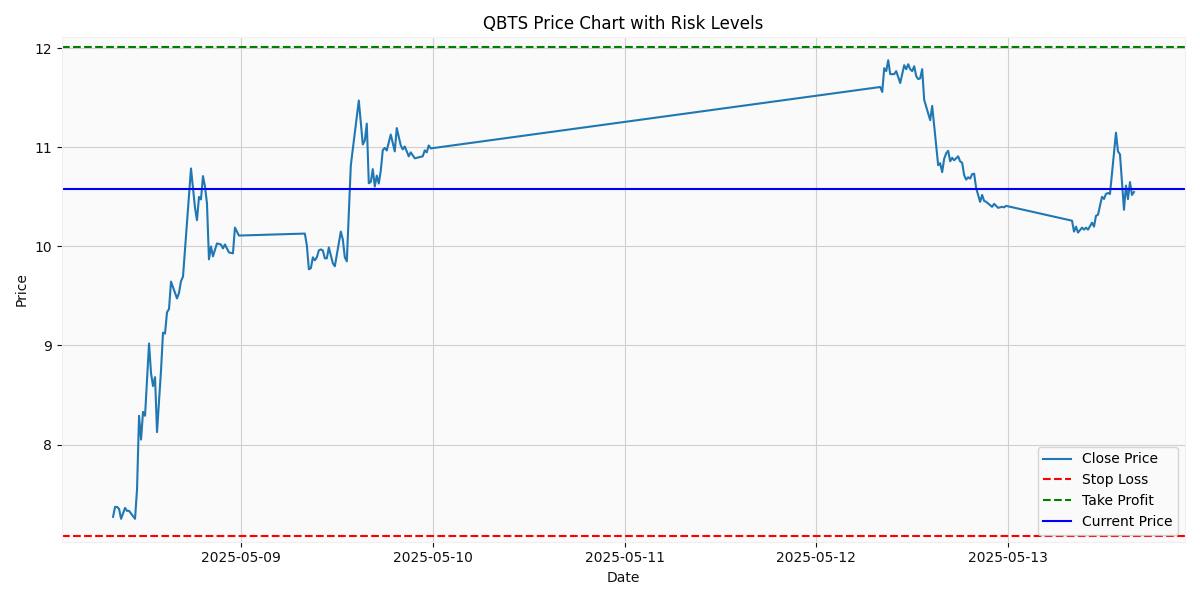 QBTS Price Chart with Risk Levels
12
11
10
9
8
Price
2025-05-09
2025-05-10
2025-05-11
2025-05-12
2025-05-13
Date
Close Price
Stop Loss
Take Profit
Current Price